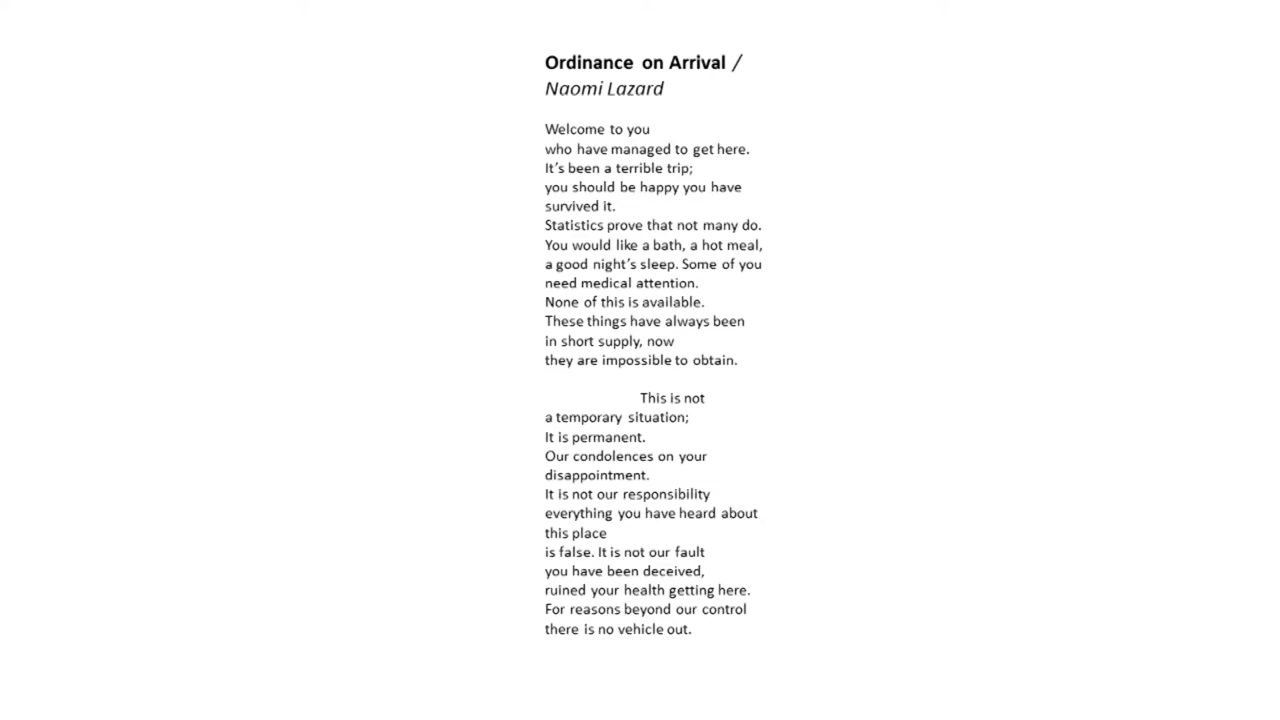 Ordinance on Arrival /
Naomi Lazard
Welcome to you
who have managed to get here.
It's been a terrible trip;
you should be happy you have
survived it.
Statistics prove that not many do.
You would like a bath, a hot meal,
a good night's sleep. Some of you
need medical attention.
None of this is available.
These things have always been
in short supply, now
they are impossible to obtain.
This is not
a temporary situation;
It is permanent.
Our condolences on your
disappointment.
It is not our responsibility
everything you have heard about
this place
is false. It is not our fault
you have been deceived,
ruined your health getting here.
For reasons beyond our control
there is no vehicle out.